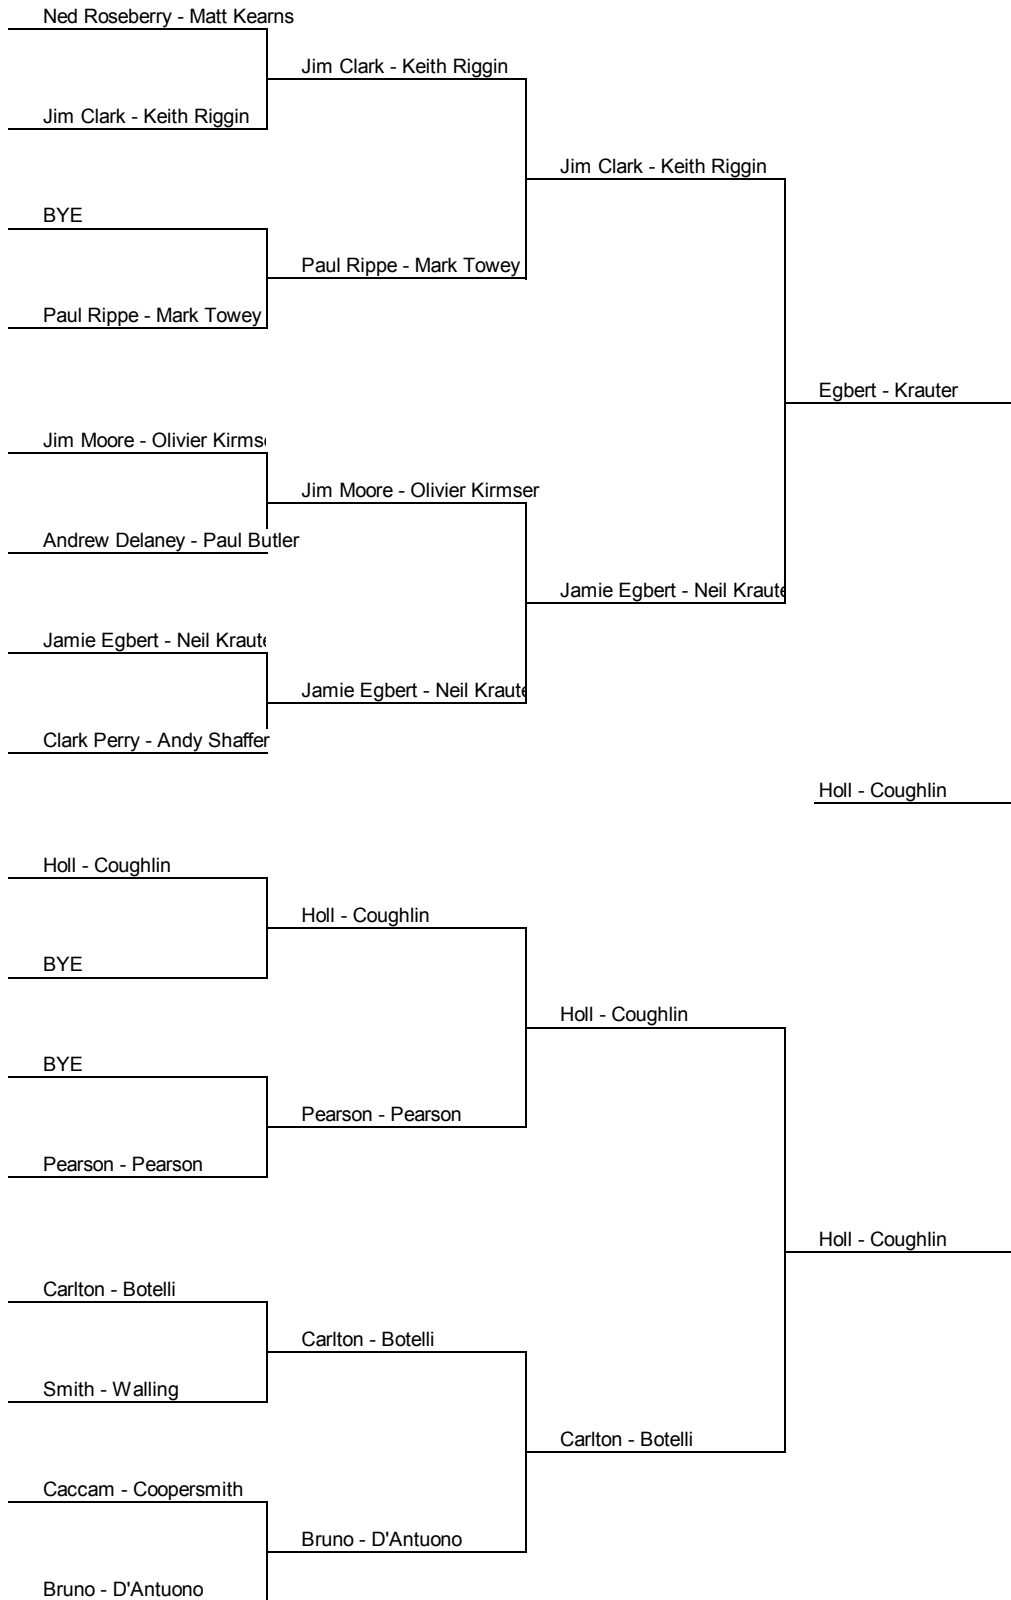 Ned Roseberry - Matt Kearns
Jim Clark - Keith Riggin
Jim Clark - Keith Riggin
Jim Clark - Keith Riggin
BYE
Paul Rippe - Mark Towey
Paul Rippe - Mark Towey
Egbert - Krauter
Jim Moore - Olivier Kirmse
Jim Moore - Olivier Kirmser
Andrew Delaney - Paul Butler
Jamie Egbert - Neil Kraute
Jamie Egbert - Neil Kraute
Jamie Egbert - Neil Kraute
Clark Perry - Andy Shaffer
Holl - Coughlin
Holl - Coughlin
Holl - Coughlin
BYE
Holl - Coughlin
BYE
Pearson - Pearson
Pearson - Pearson
Holl - Coughlin
Carlton - Botelli
Carlton - Botelli
Smith - Walling
Carlton - Botelli
Caccam - Coopersmith
Bruno - D'Antuono
Bruno - D'Antuono